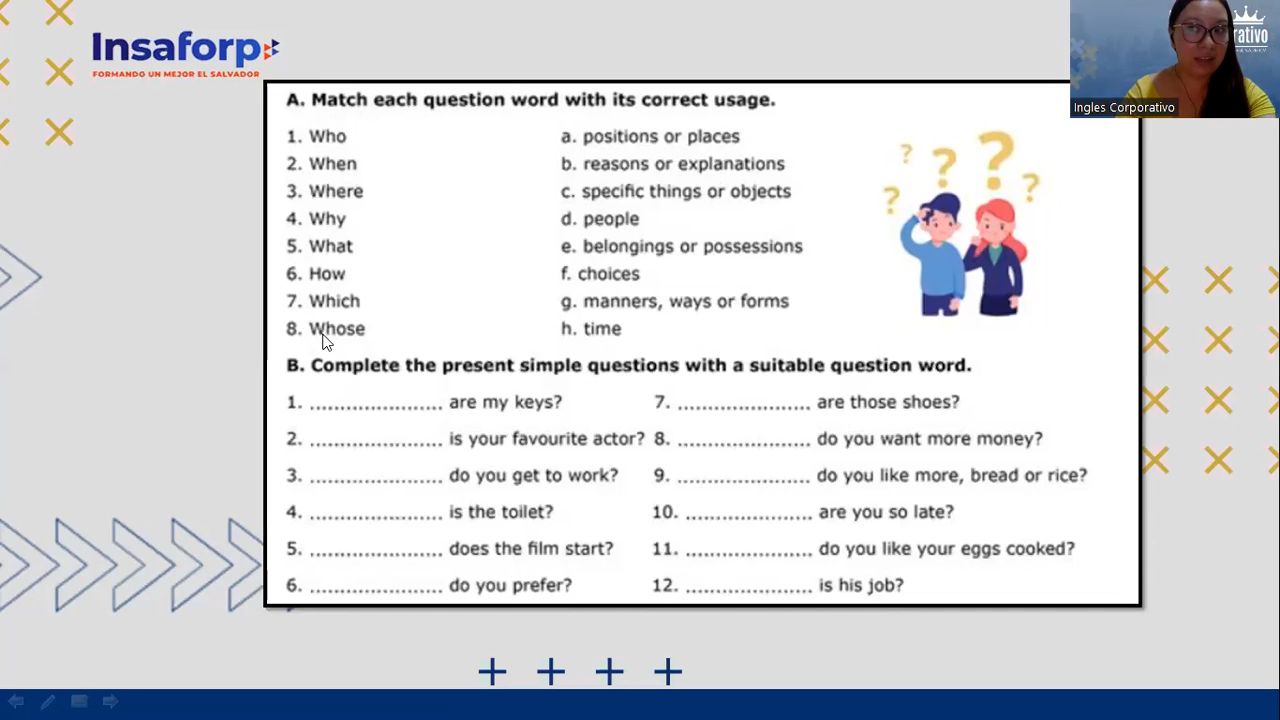 Insaforp
FORMANDO UN MEJOR EL SALVADOR
rativo
Ingles Corporativo
A. Match each question word with its correct usage.
1. Who
2. When
3. Where
4. Why
5. What
6. How
7. Which
8. Whose
a. positions or places
b. reasons or explanations
c. specific things or objects
d. people
e. belongings or possessions
f. choices
g. manners, ways or forms
h. time
? ? ? ? ?
B. Complete the present simple questions with a suitable question word.
1. ...................... are my keys?
2. ...................... is your favourite actor?
3. ...................... do you get to work?
4. ...................... is the toilet?
5. ...................... does the film start?
6. ...................... do you prefer?
7. ...................... are those shoes?
8. ...................... do you want more money?
9. ...................... do you like more, bread or rice?
10. ..................... are you so late?
11. ..................... do you like your eggs cooked?
12. ..................... is his job?